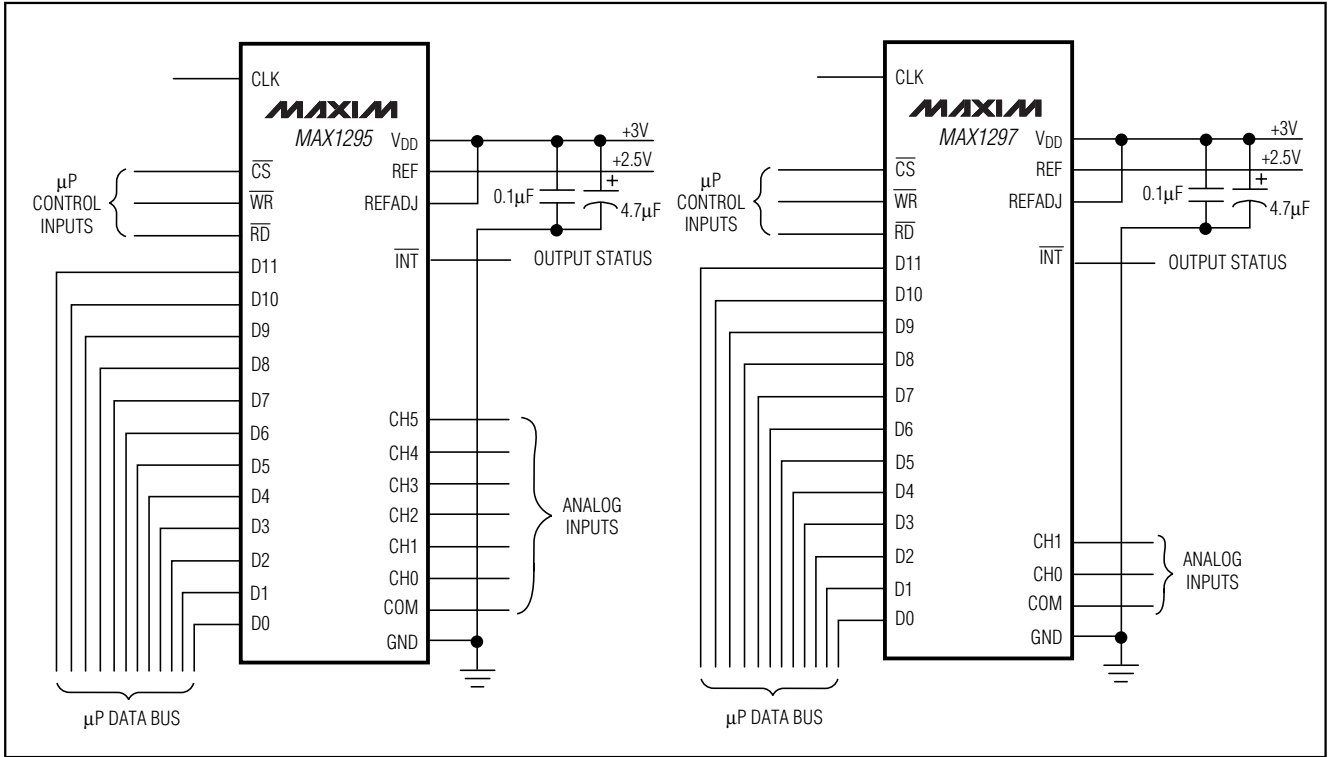 CLK
MAXIM
MAX1295
VDD
+3V
CS
REF
+2.5V
µP
CONTROL
INPUTS
WR
REFADJ
0.1µF
+
4.7µF
RD
INT
OUTPUT STATUS
D11
D10
D9
D8
D7
D6
D5
D4
D3
D2
D1
D0
CH5
CH4
CH3
CH2
CH1
CH0
COM
GND
ANALOG
INPUTS
µP DATA BUS
CLK
MAXIM
MAX1297
VDD
+3V
CS
REF
+2.5V
µP
CONTROL
INPUTS
WR
REFADJ
0.1µF
+
4.7µF
RD
INT
OUTPUT STATUS
D11
D10
D9
D8
D7
D6
D5
D4
D3
D2
D1
D0
CH1
CH0
COM
GND
ANALOG
INPUTS
µP DATA BUS